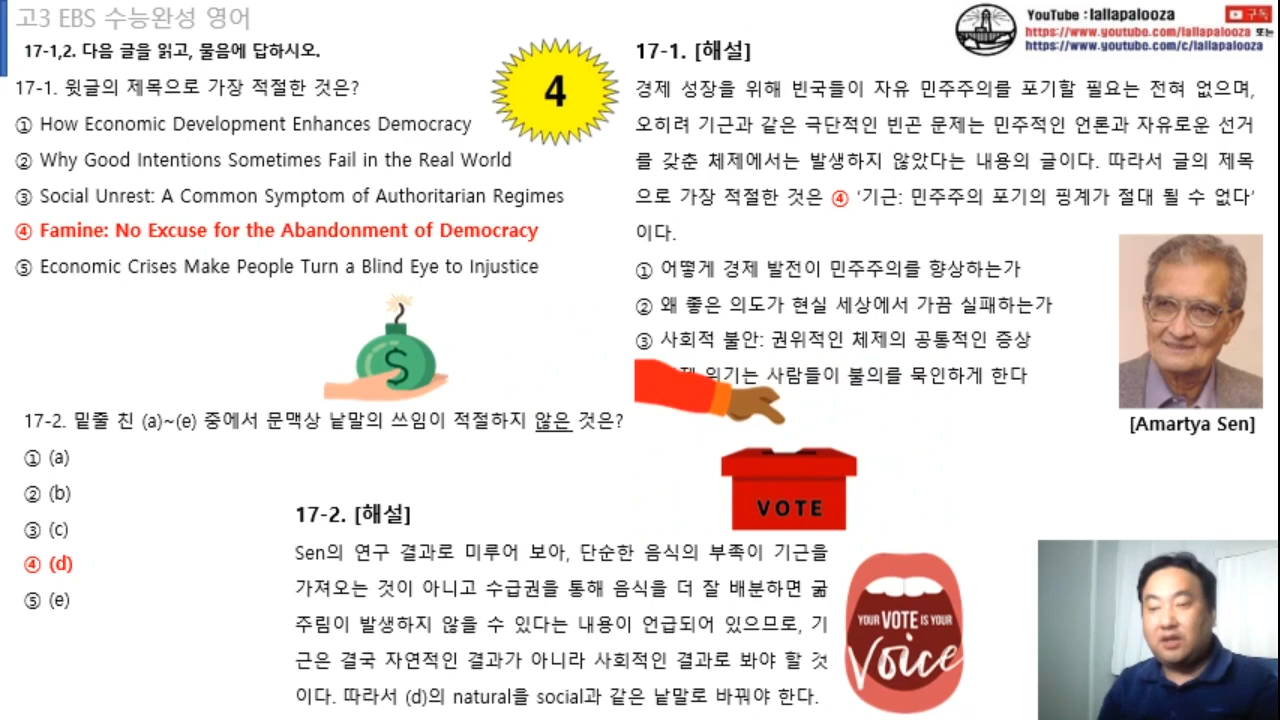 고3 EBS 수능완성 영어
17-1,2. 다음 글을 읽고, 물음에 답하시오.
17-1. 윗글의 제목으로 가장 적절한 것은?
① How Economic Development Enhances Democracy
② Why Good Intentions Sometimes Fail in the Real World
③ Social Unrest: A Common Symptom of Authoritarian Regimes
④ Famine: No Excuse for the Abandonment of Democracy
⑤ Economic Crises Make People Turn a Blind Eye to Injustice
4
$
17-2. 밑줄 친 (a)~(e) 중에서 문맥상 낱말의 쓰임이 적절하지 않은 것은?
① (a)
② (b)
③ (c)
④ (d)
⑤ (e)
YouTube : lallapalooza
구독
https://www.youtube.com/lallapalooza 또는
https://www.youtube.com/c/lallapalooza
17-1. [해설]
경제 성장을 위해 빈국들이 자유 민주주의를 포기할 필요는 전혀 없으며,
오히려 기근과 같은 극단적인 빈곤 문제는 민주적인 언론과 자유로운 선거
를 갖춘 체제에서는 발생하지 않았다는 내용의 글이다. 따라서 글의 제목
으로 가장 적절한 것은 ④ ‘기근: 민주주의 포기의 핑계가 절대 될 수 없다’
이다.
① 어떻게 경제 발전이 민주주의를 향상하는가
② 왜 좋은 의도가 현실 세상에서 가끔 실패하는가
③ 사회적 불안: 권위적인 체제의 공통적인 증상
위기는 사람들이 불의를 묵인하게 한다
[Amartya Sen]
VOTE
17-2. [해설]
Sen의 연구 결과로 미루어 보아, 단순한 음식의 부족이 기근을
가져오는 것이 아니고 수급권을 통해 음식을 더 잘 배분하면 굶
주림이 발생하지 않을 수 있다는 내용이 언급되어 있으므로, 기
근은 결국 자연적인 결과가 아니라 사회적인 결과로 봐야 할 것
이다. 따라서 (d)의 natural을 social과 같은 낱말로 바꿔야 한다.
YOUR VOTE IS YOUR
Voice